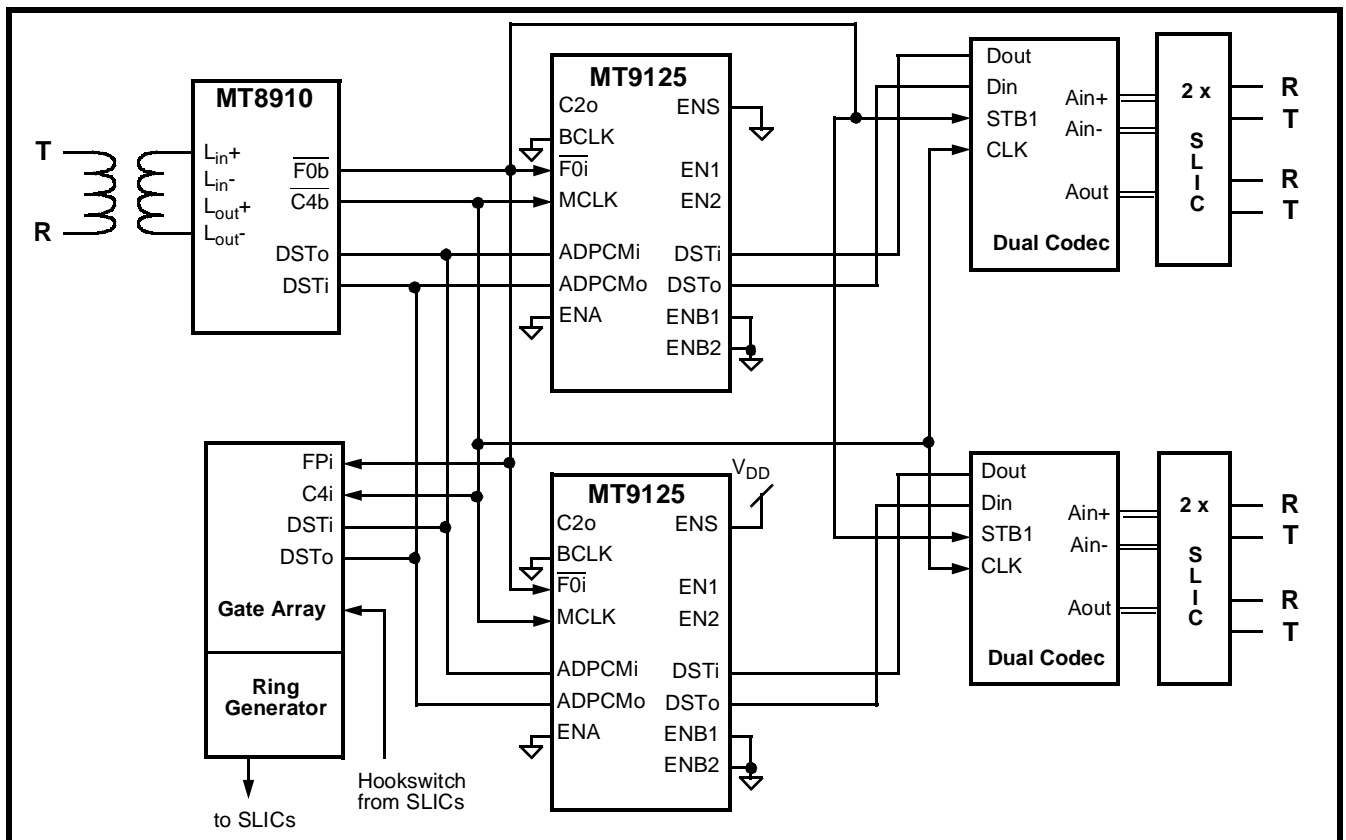 MT8910
T
R
Lin+
Lin-
Lout+
Lout-
F0b
C4b
DSTo
DSTi
MT9125
C2o
BCLK
F0i
MCLK
ADPCMi
ADPCMo
ENA
ENS
EN1
EN2
DSTi
DSTo
ENB1
ENB2
Dout
Din
STB1
CLK
Ain+
Ain-
Aout
Dual Codec
2 x
S
L
I
C
R
T
R
T
FPi
C4i
DSTi
DSTo
Gate Array
Ring
Generator
to SLICs
Hookswitch
from SLICs
MT9125
VDD
C2o
BCLK
F0i
MCLK
ADPCMi
ADPCMo
ENA
ENS
EN1
EN2
DSTi
DSTo
ENB1
ENB2
Dout
Din
STB1
CLK
Ain+
Ain-
Aout
Dual Codec
2 x
S
L
I
C
R
T
R
T